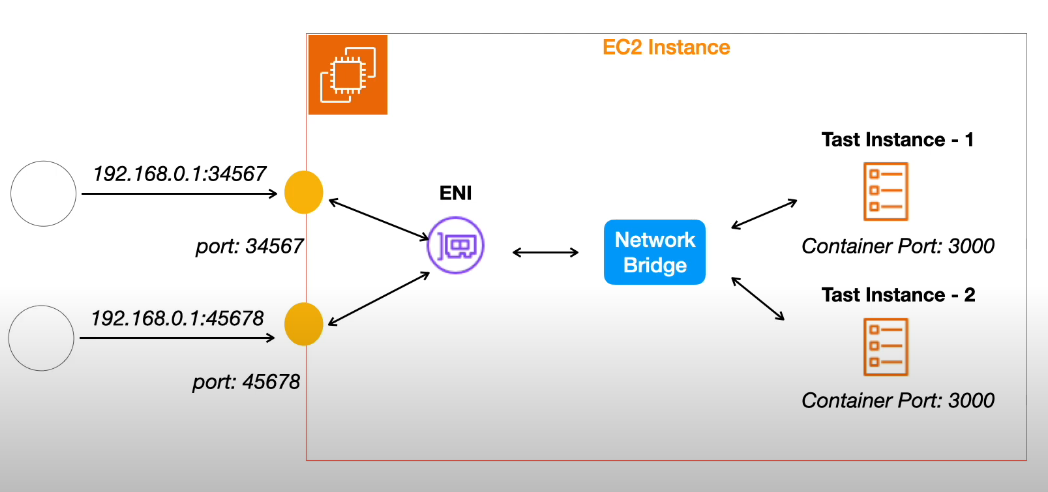 EC2 Instance
Tast Instance - 1
192.168.0.1:34567
ENI
port: 34567
Network
Bridge
Container Port: 3000
Tast Instance - 2
192.168.0.1:45678
port: 45678
Container Port: 3000